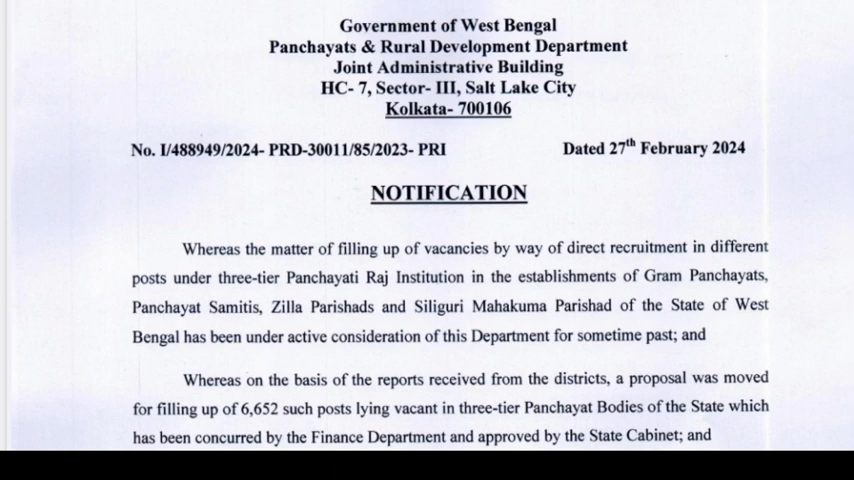 Government of West Bengal
Panchayats & Rural Development Department
Joint Administrative Building
HC- 7, Sector- III, Salt Lake City
Kolkata- 700106
No. I/488949/2024- PRD-30011/85/2023- PRI Dated 27th February 2024
NOTIFICATION
Whereas the matter of filling up of vacancies by way of direct recruitment in different
posts under three-tier Panchayati Raj Institution in the establishments of Gram Panchayats,
Panchayat Samitis, Zilla Parishads and Siliguri Mahakuma Parishad of the State of West
Bengal has been under active consideration of this Department for sometime past; and
Whereas on the basis of the reports received from the districts, a proposal was moved
for filling up of 6,652 such posts lying vacant in three-tier Panchayat Bodies of the State which
has been concurred by the Finance Department and approved by the State Cabinet; and